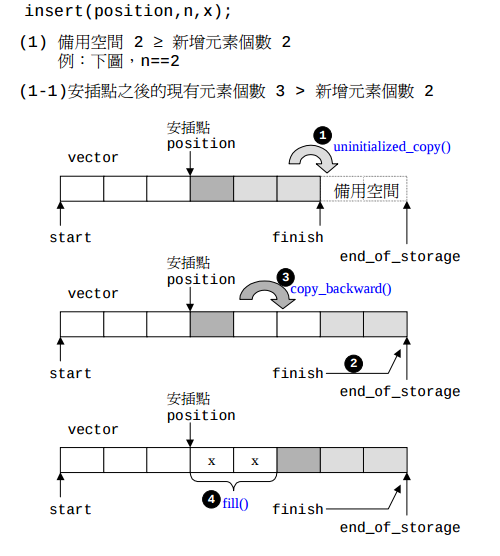 insert(position,n,x);
(1) 備用空間 2 ≥ 新增元素個數 2
例：下圖，n==2
(1-1)安插點之後的現有元素個數 3 > 新增元素個數 2
安插點
position
1
uninitialized_copy()
vector
備用空間
start
finish
end_of_storage
安插點
position
3
copy_backward()
vector
2
start
finish
end_of_storage
安插點
position
vector
x x
4
fill()
start
finish
end_of_storage